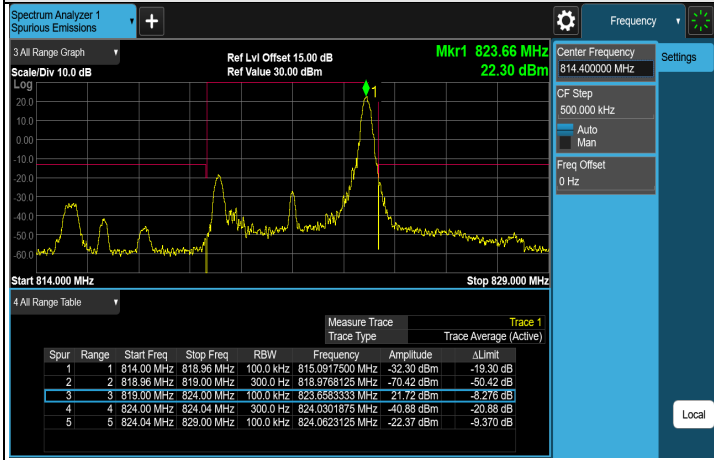 Spectrum Analyzer 1
Spurious Emissions
Frequency
3 All Range Graph
Ref Lvl Offset 15.00 dB
Mkr1 823.66 MHz
Scale/Div 10.0 dB
Ref Value 30.00 dBm
22.30 dBm
Log
1
20.0
10.0
0.00
-10.0
-20.0
-30.0
-40.0
-50.0
-60.0
Start 814.000 MHz
Stop 829.000 MHz
Center Frequency
814.400000 MHz
Settings
CF Step
500.000 kHz
Auto
Man
Freq Offset
0 Hz
4 All Range Table
Measure Trace Trace 1
Trace Type Trace Average (Active)
Spur Range Start Freq Stop Freq RBW Frequency Amplitude ΔLimit
1 1 814.00 MHz 818.96 MHz 100.0 kHz 815.0917500 MHz -32.30 dBm -19.30 dB
2 2 818.96 MHz 819.00 MHz 300.0 Hz 818.9768125 MHz -70.42 dBm -50.42 dB
3 3 819.00 MHz 824.00 MHz 100.0 kHz 823.6583333 MHz 21.72 dBm -8.276 dB
4 4 824.00 MHz 824.04 MHz 300.0 Hz 824.0301875 MHz -40.88 dBm -20.88 dB
5 5 824.04 MHz 829.00 MHz 100.0 kHz 824.0623125 MHz -22.37 dBm -9.370 dB
Local